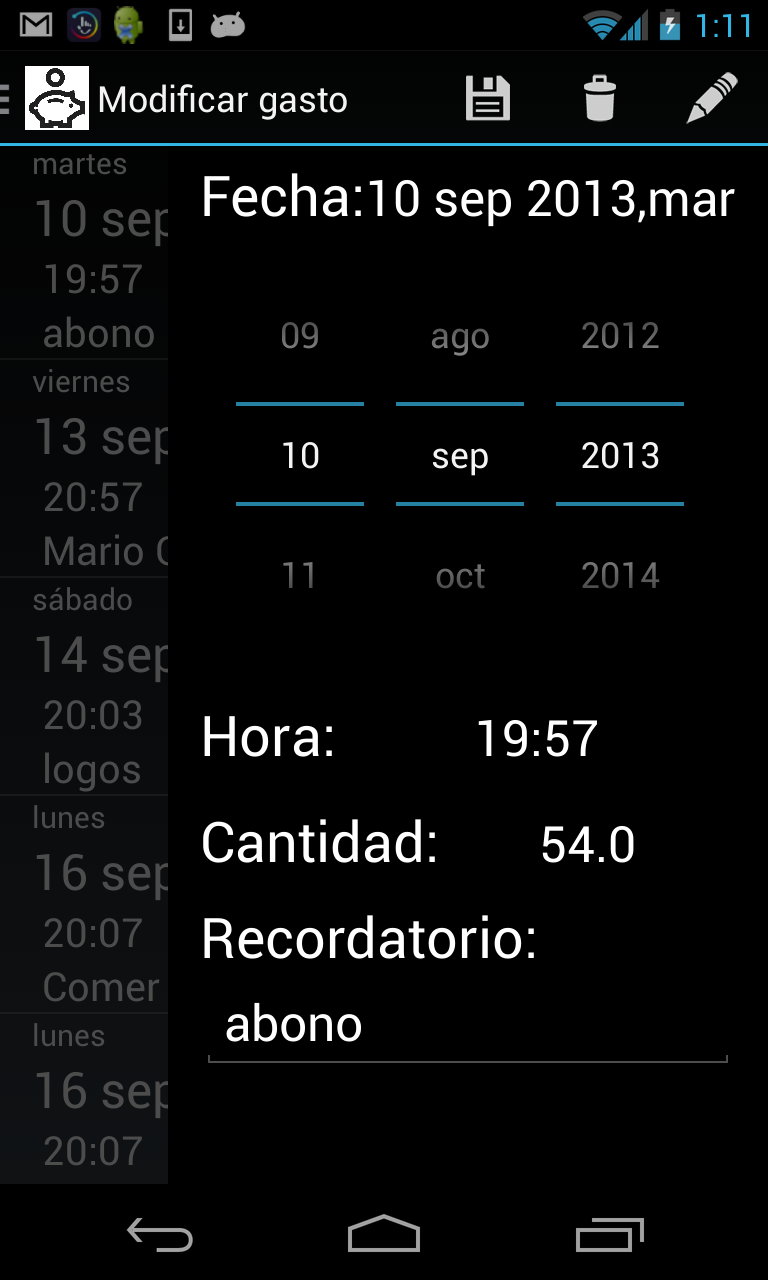 1:11
Modificar gasto
martes
10 sep
19:57
abono
viernes
13 sep
20:57
Mario
sábado
14 sep
20:03
logos
lunes
16 sep
20:07
Comer
lunes
16 sep
20:07
Fecha:10 sep 2013,mar
09 ago 2012
10 sep 2013
11 oct 2014
Hora: 19:57
Cantidad: 54.0
Recordatorio:
abono